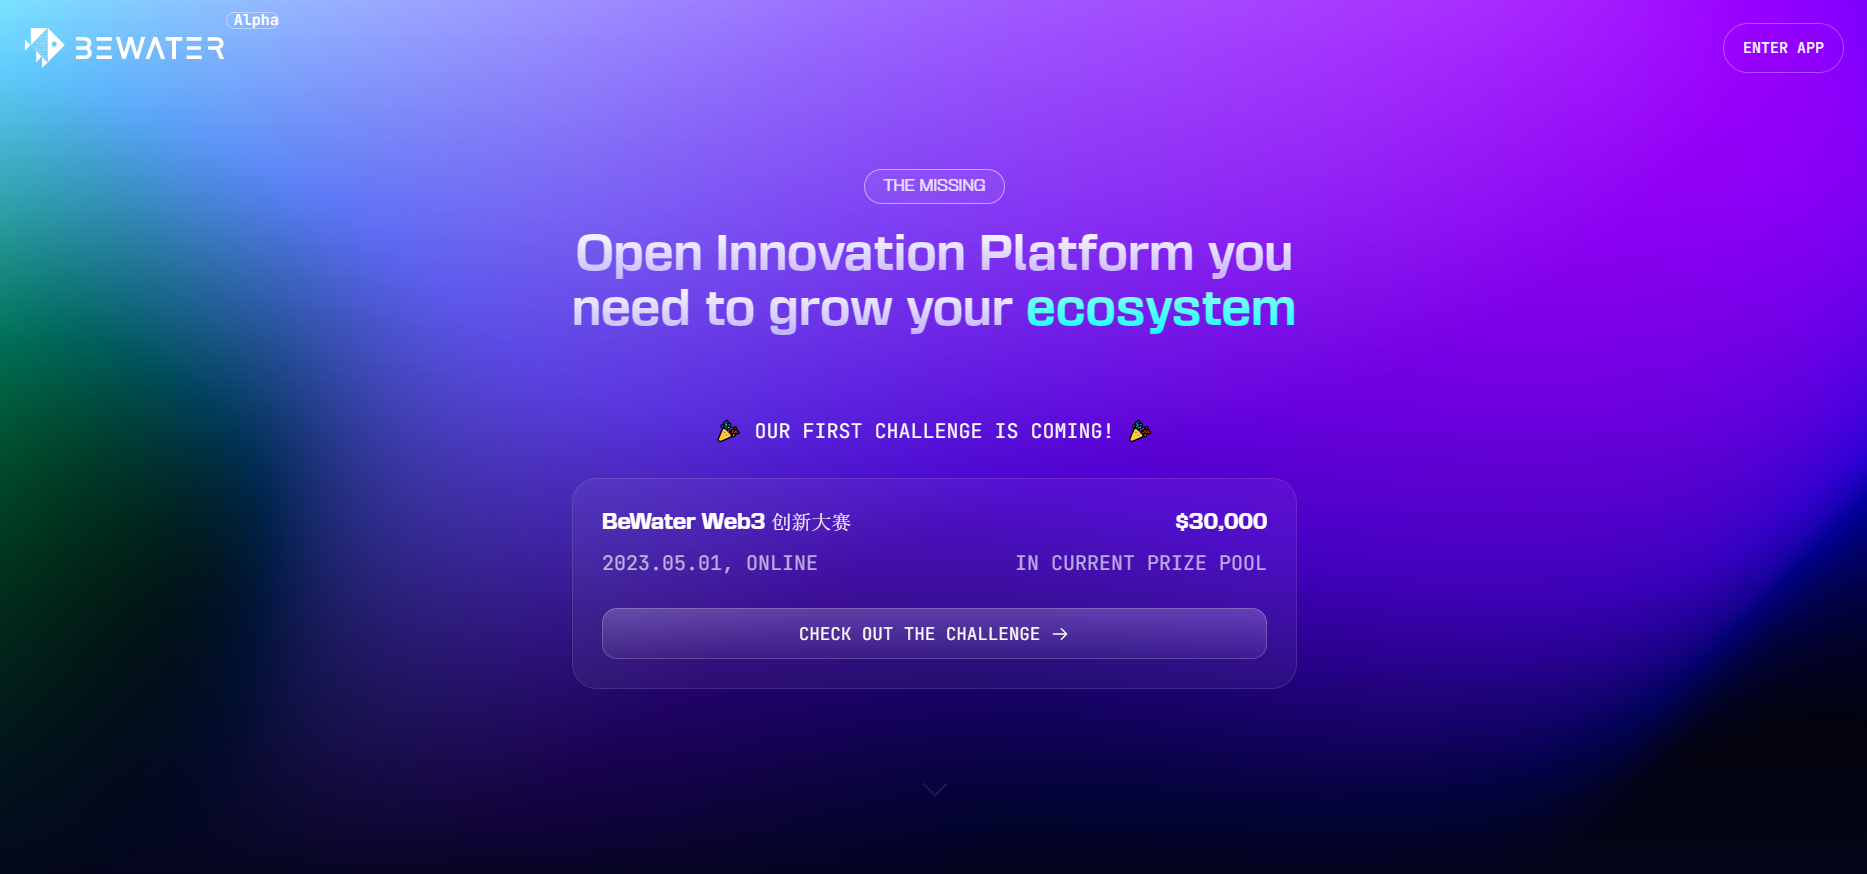 BEWATER
Alpha
ENTER APP
THE MISSING
Open Innovation Platform you
need to grow your ecosystem
🎉 OUR FIRST CHALLENGE IS COMING! 🎉
BeWater Web3 创新大赛
$30,000
2023.05.01, ONLINE
IN CURRENT PRIZE POOL
CHECK OUT THE CHALLENGE →